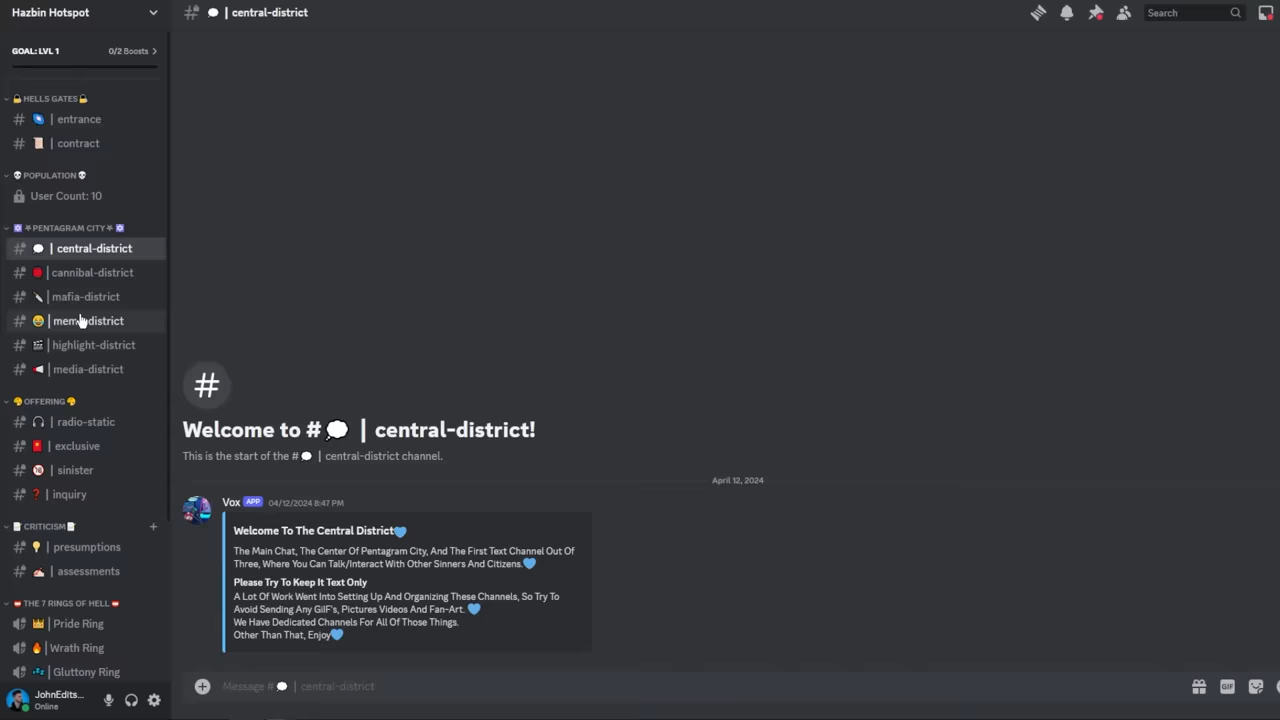 Hazbin Hotspot
GOAL: LVL 1
0/2 Boosts
HELLS GATES
| entrance
| contract
POPULATION
User Count: 10
PENTAGRAM CITY
| central-district
| cannibal-district
| mafia-district
district
| highlight-district
| media-district
OFFERING
| radio-static
| exclusive
| sinister
| inquiry
CRITICISM
| presumptions
| assessments
THE 7 RINGS OF HELL
| Pride Ring
| Wrath Ring
| Gluttony Ring
JohnEdits...
Online
| central-district
Search
Welcome to # | central-district!
This is the start of the # | central-district channel.
April 12, 2024
Vox APP 04/12/2024 8:47 PM
Welcome To The Central District
The Main Chat, The Center Of Pentagram City, And The First Text Channel Out Of
Three, Where You Can Talk/Interact With Other Sinners And Citizens.
Please Try To Keep It Text Only
A Lot Of Work Went Into Setting Up And Organizing These Channels, So Try To
Avoid Sending Any GIF's, Pictures Videos And Fan-Art.
We Have Dedicated Channels For All Of Those Things.
Other Than That, Enjoy
Message # | central-district
GIF